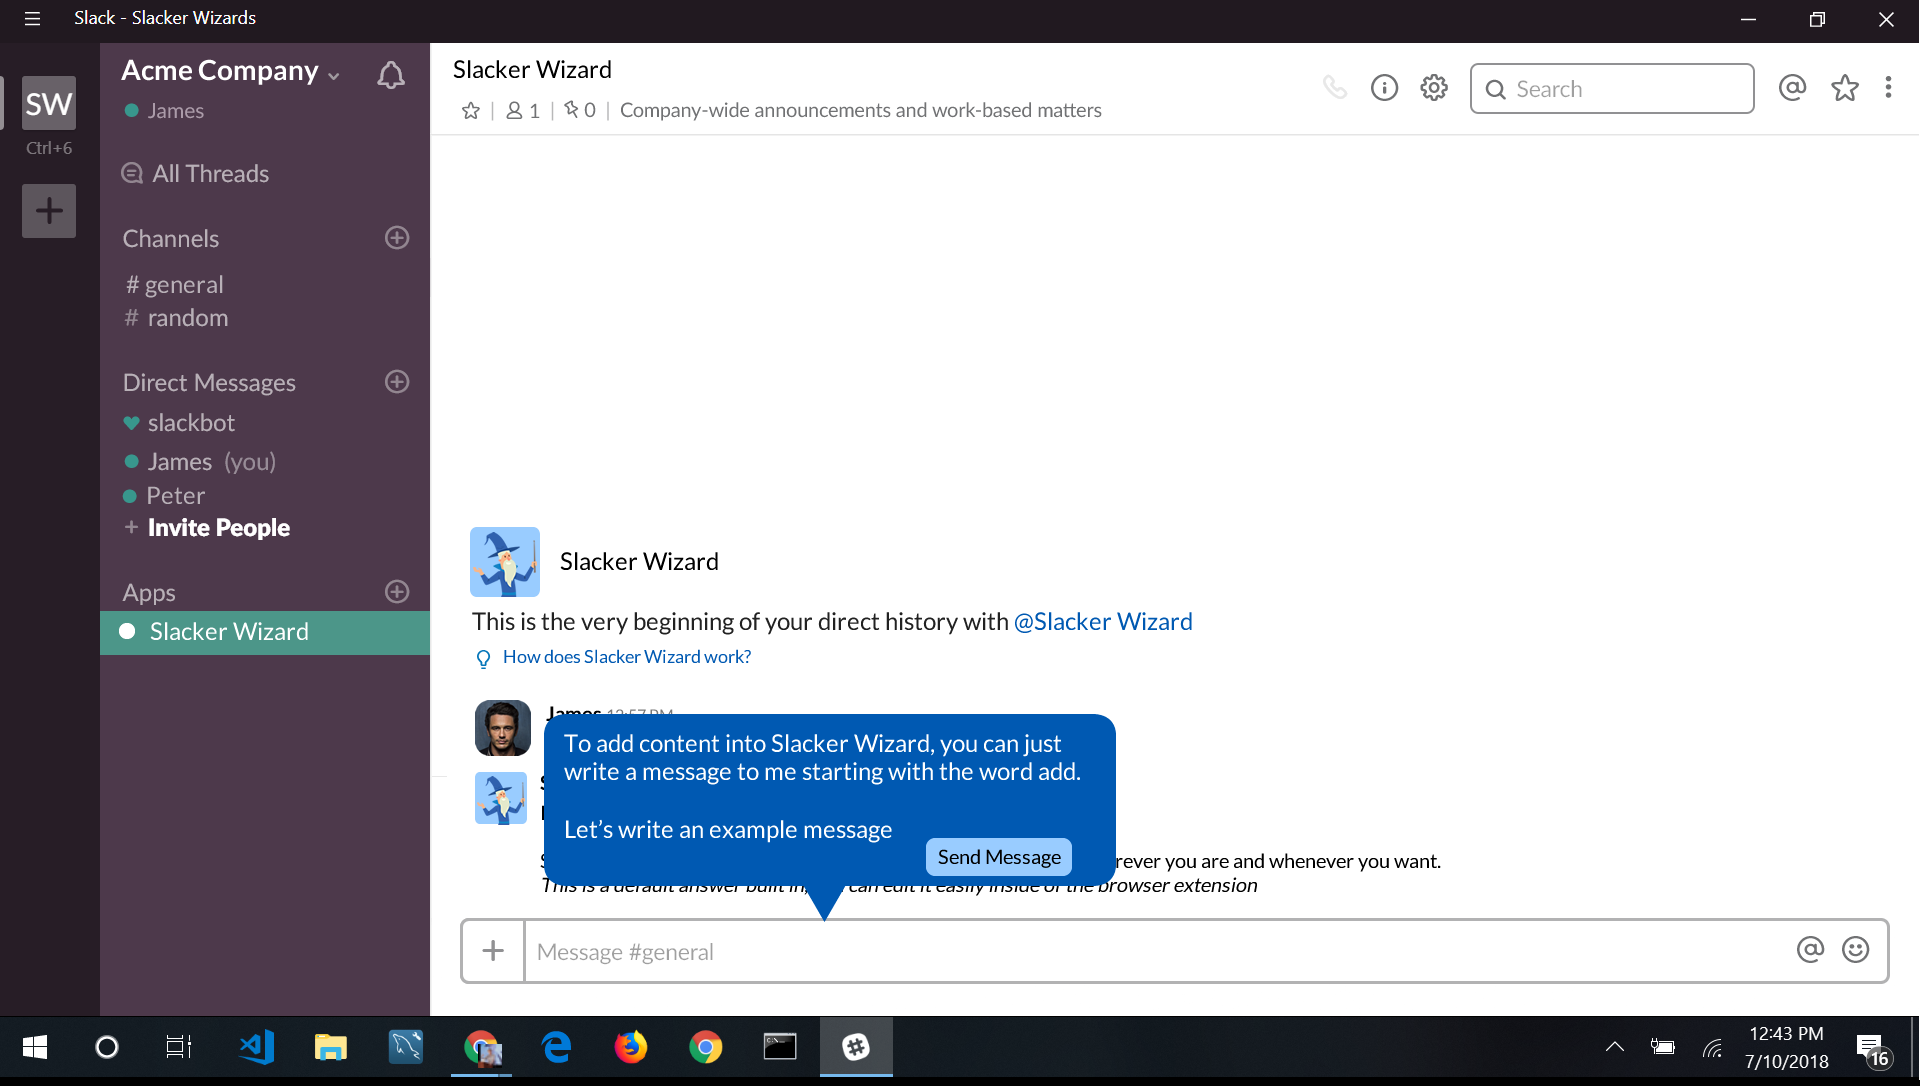 Slack - Slacker Wizards
SW
Ctrl+6
Acme Company
James
All Threads
Channels
# general
# random
Direct Messages
slackbot
James (you)
Peter
+ Invite People
Apps
Slacker Wizard
Slacker Wizard
1
0
Company-wide announcements and work-based matters
Search
Slacker Wizard
This is the very beginning of your direct history with @Slacker Wizard
How does Slacker Wizard work?
James 12:57 PM
To add content into Slacker Wizard, you can just
write a message to me starting with the word add.
Let's write an example message
Send Message
rever you are and whenever you want.
This is a default answer built in, can edit it easily inside of the browser extension
Message #general
12:43 PM
7/10/2018
16